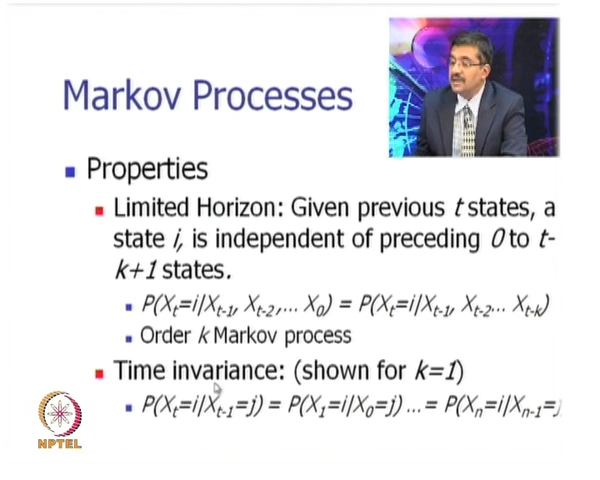 Markov Processes
Properties
Limited Horizon: Given previous t states, a
state i, is independent of preceding 0 to t-
k+1 states.
P(Xt=i|Xt-1, Xt-2,... X0) = P(Xt=i|Xt-1, Xt-2... Xt-k)
Order k Markov process
Time invariance: (shown for k=1)
P(Xt=i|Xt-1=j) = P(X1=i|X0=j) ...= P(Xn=i|Xn-1=j
NPTEL